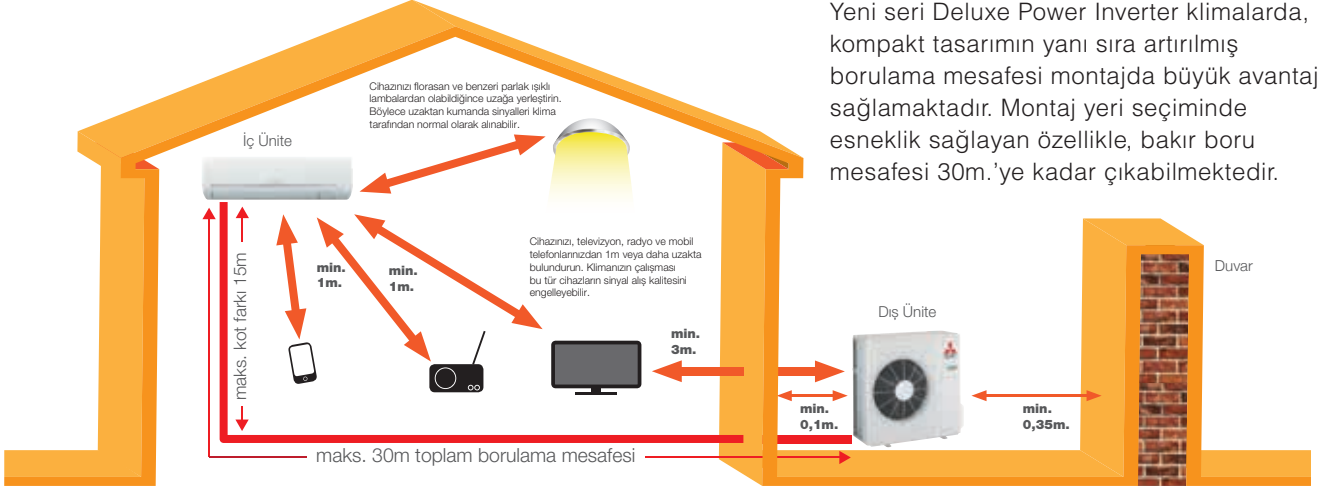 Yeni seri Deluxe Power Inverter klimalarda,
kompakt tasarımın yanı sıra artırılmış
borulama mesafesi montajda büyük avantaj
sağlamaktadır. Montaj yeri seçiminde
esneklik sağlayan özellikle, bakır boru
mesafesi 30m.’ye kadar çıkabilmektedir.
Cihazınızı florasan ve benzeri parlak ışıklı
lambalardan olabildiğince uzağa yerleştirin.
Böylece uzaktan kumanda sinyalleri klima
tarafından normal olarak alınabilir.
İç Ünite
Cihazınızı, televizyon, radyo ve mobil
telefonlarınızdan 1m veya daha uzakta
bulundurun. Klimanızın çalışması
bu tür cihazların sinyal alış kalitesini
engelleyebilir.
min.
1m.
min.
1m.
maks. kot farkı 15m
Duvar
Dış Ünite
min.
3m.
min.
0,1m.
min.
0,35m.
maks. 30m toplam borulama mesafesi